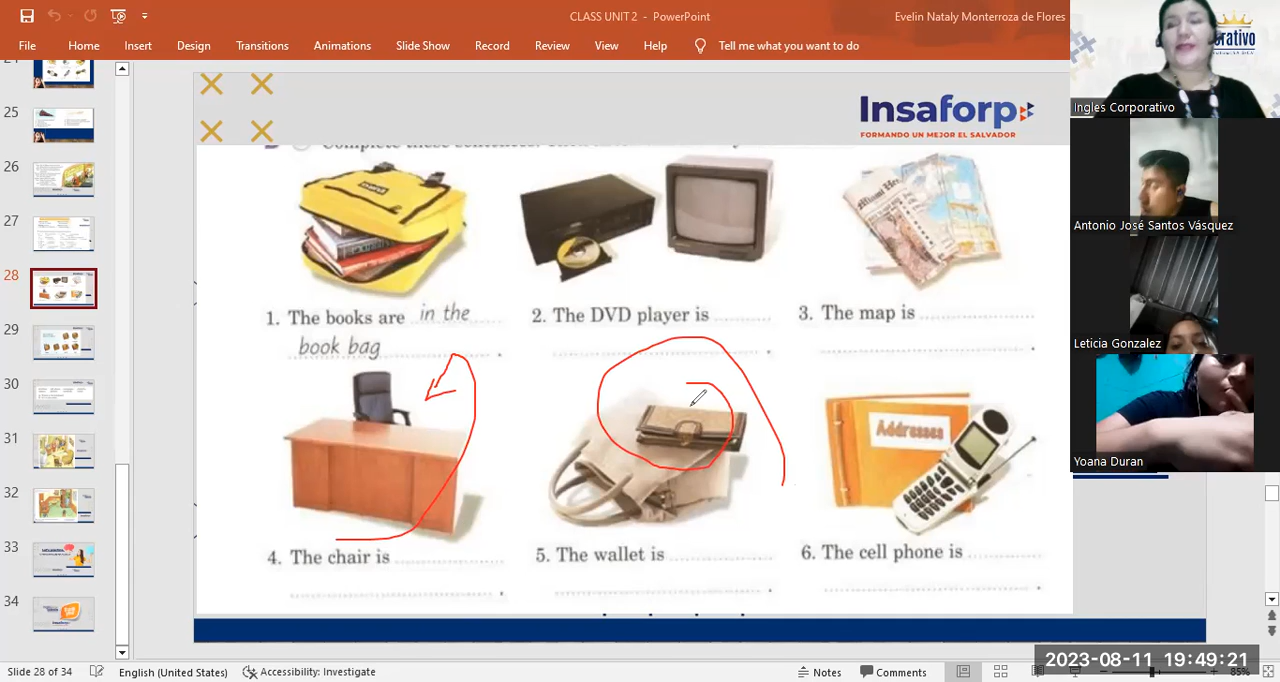 CLASS UNIT 2 - PowerPoint
Evelin Nataly Monterroza de Flores
File Home Insert Design Transitions Animations Slide Show Record Review View Help Tell me what you want to do
Insaforp
FORMANDO UN MEJOR EL SALVADOR
Complete these sentences.
1. The books are in the
book bag .
2. The DVD player is
3. The map is
4. The chair is
5. The wallet is
Addresses
6. The cell phone is
25
26
27
28
29
30
31
32
33
34
Ingles Corporativo
Antonio José Santos Vásquez
Leticia Gonzalez
Yoana Duran
2023-08-11 19:49:21
Slide 28 of 34 English (United States) Accessibility: Investigate Notes Comments 85%